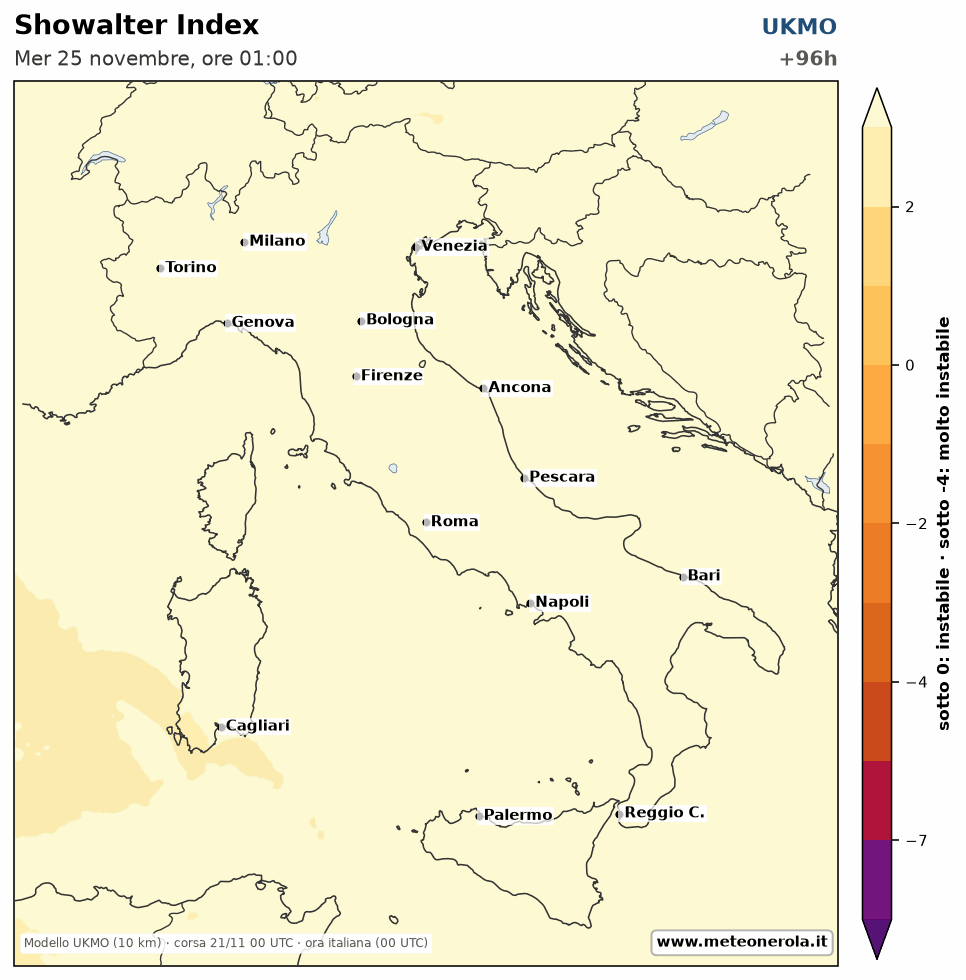 Showalter Index
UKMO
Mer 25 novembre, ore 01:00
+96h
Milano
Venezia
Torino
Genova
Bologna
Firenze
Ancona
Pescara
Roma
Bari
Napoli
Cagliari
Palermo
Reggio C.
2
0
−2
−4
−7
sotto 0: instabile · sotto -4: molto instabile
Modello UKMO (10 km) · corsa 21/11 00 UTC · ora italiana (00 UTC)
www.meteonerola.it